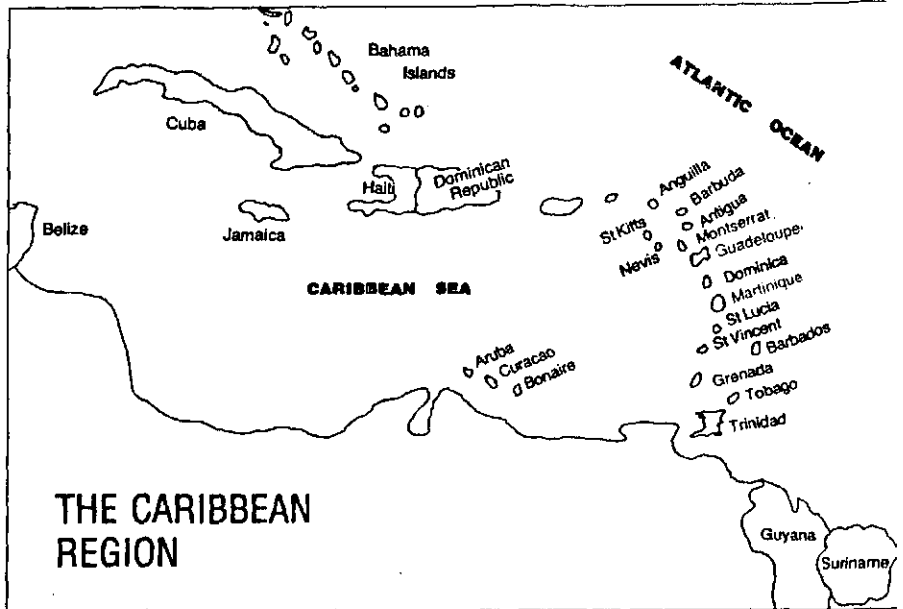 Bahama
Islands
ATLANTIC OCEAN
Cuba
Haiti
Dominican
Republic
Anguilla
Barbuda
Antigua
St Kitts
Montserrat
Nevis
Guadeloupe
Belize
Jamaica
CARIBBEAN SEA
Dominica
Martinique
St Lucia
St Vincent
Barbados
Aruba
Curacao
Bonaire
Grenada
Tobago
Trinidad
THE CARIBBEAN
REGION
Guyana
Suriname